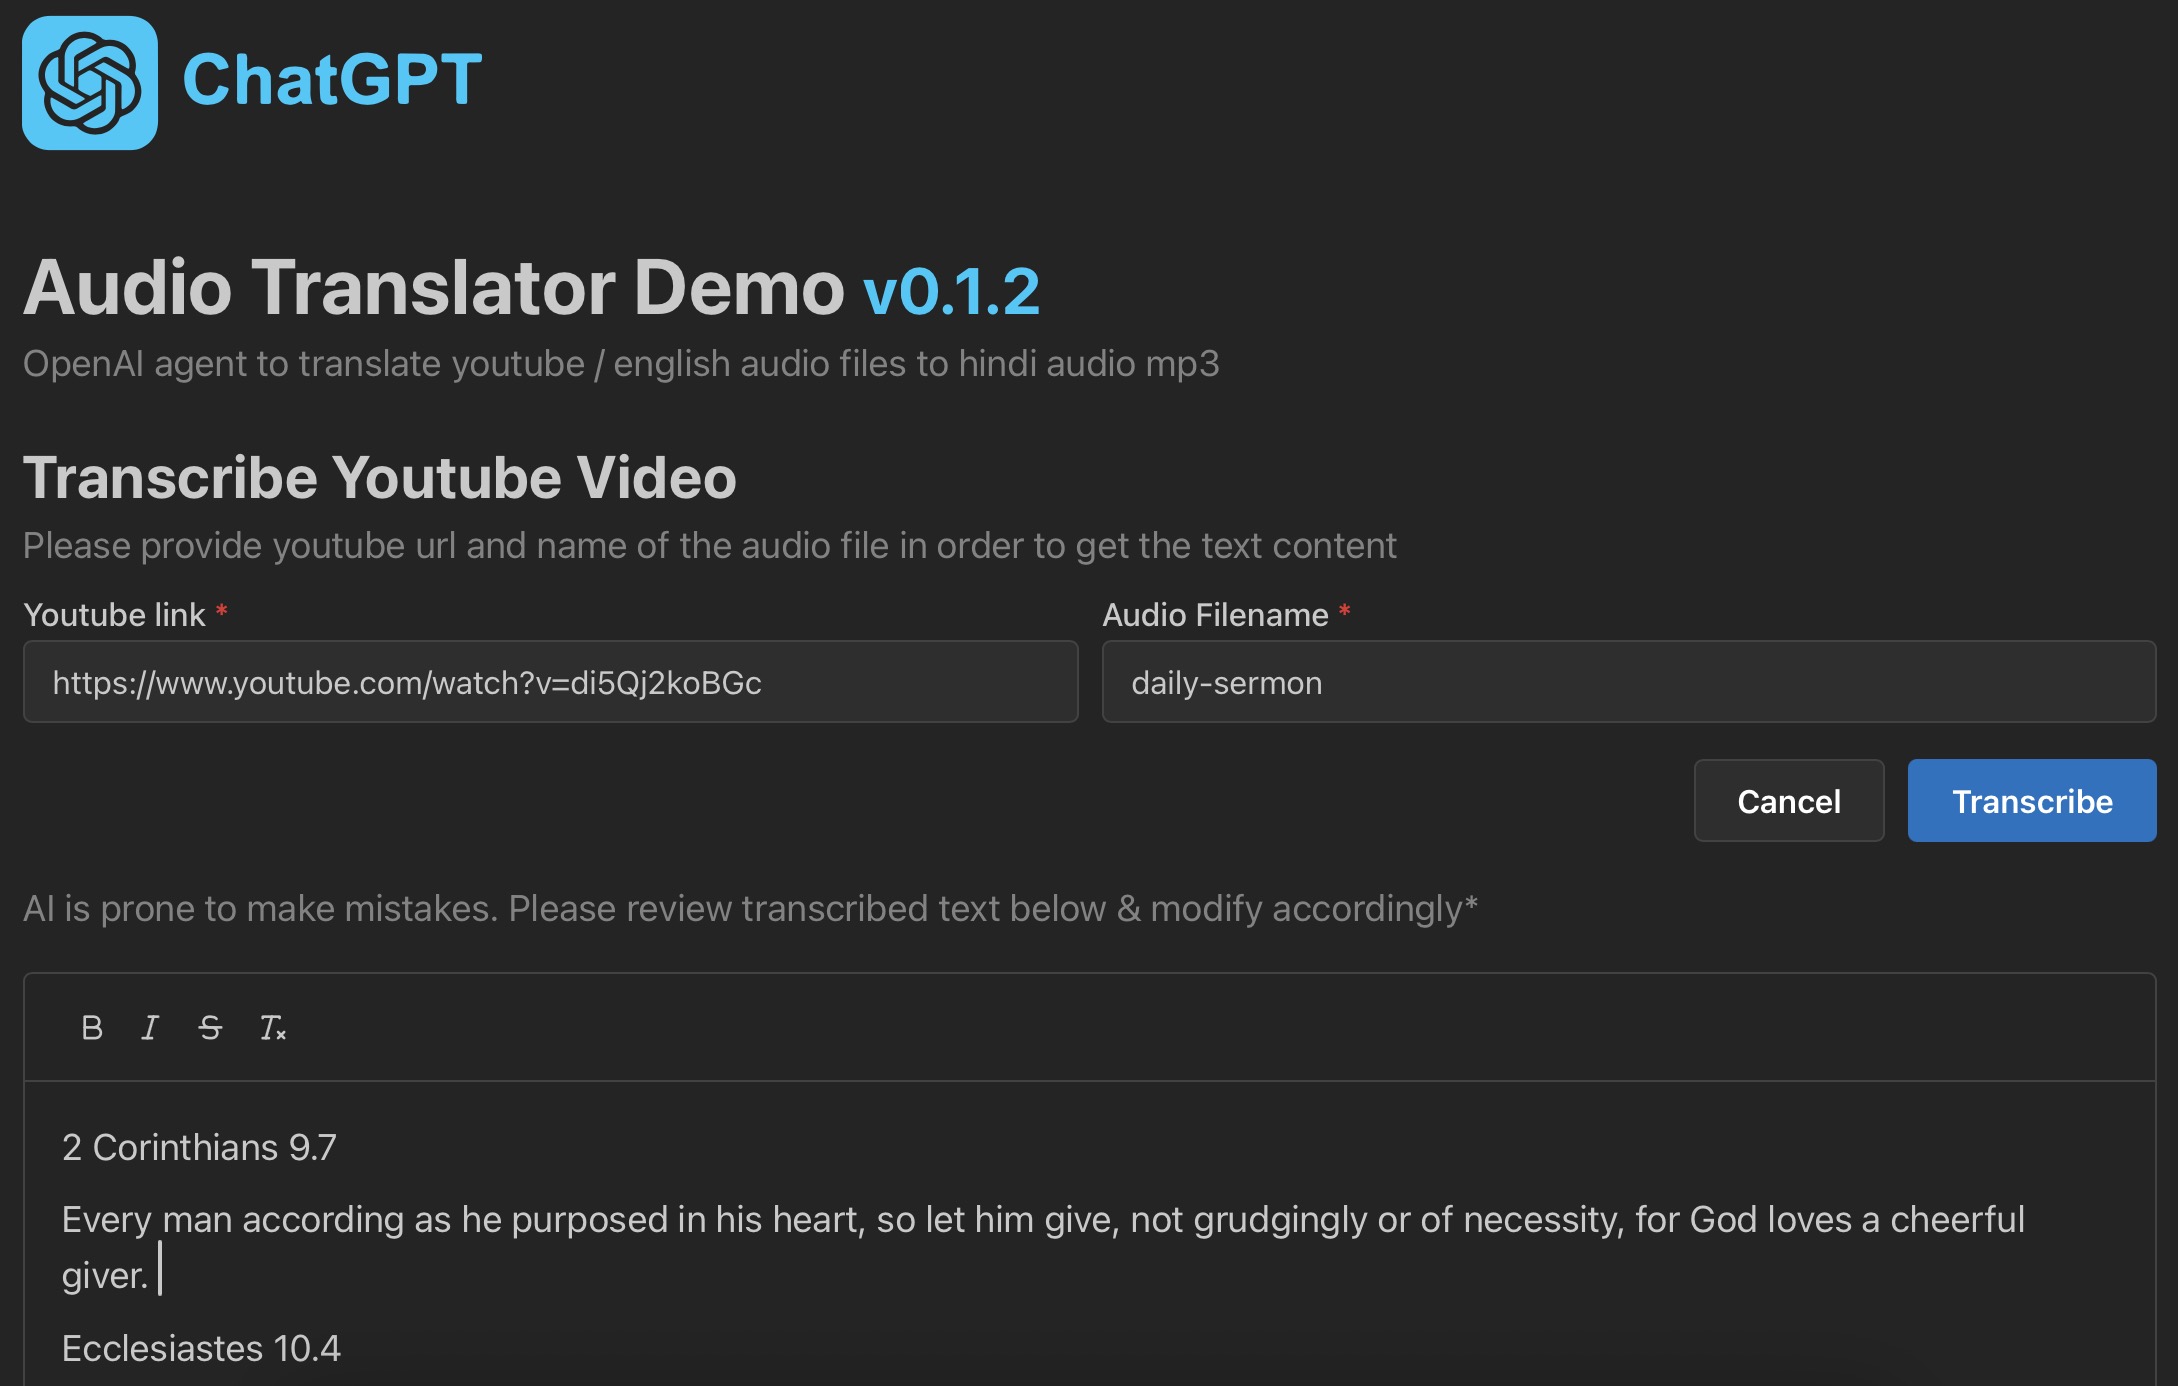 ChatGPT
Audio Translator Demo v0.1.2
OpenAI agent to translate youtube / english audio files to hindi audio mp3
Transcribe Youtube Video
Please provide youtube url and name of the audio file in order to get the text content
Youtube link *
Audio Filename *
https://www.youtube.com/watch?v=di5Qj2koBGc
daily-sermon
Cancel
Transcribe
AI is prone to make mistakes. Please review transcribed text below & modify accordingly*
B I S Tx
2 Corinthians 9.7
Every man according as he purposed in his heart, so let him give, not grudgingly or of necessity, for God loves a cheerful
giver.
Ecclesiastes 10.4